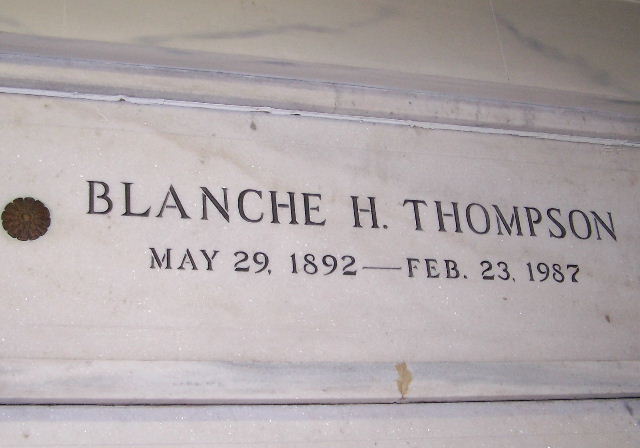 BLANCHE H. THOMPSON
MAY 29, 1892—FEB. 23, 1987